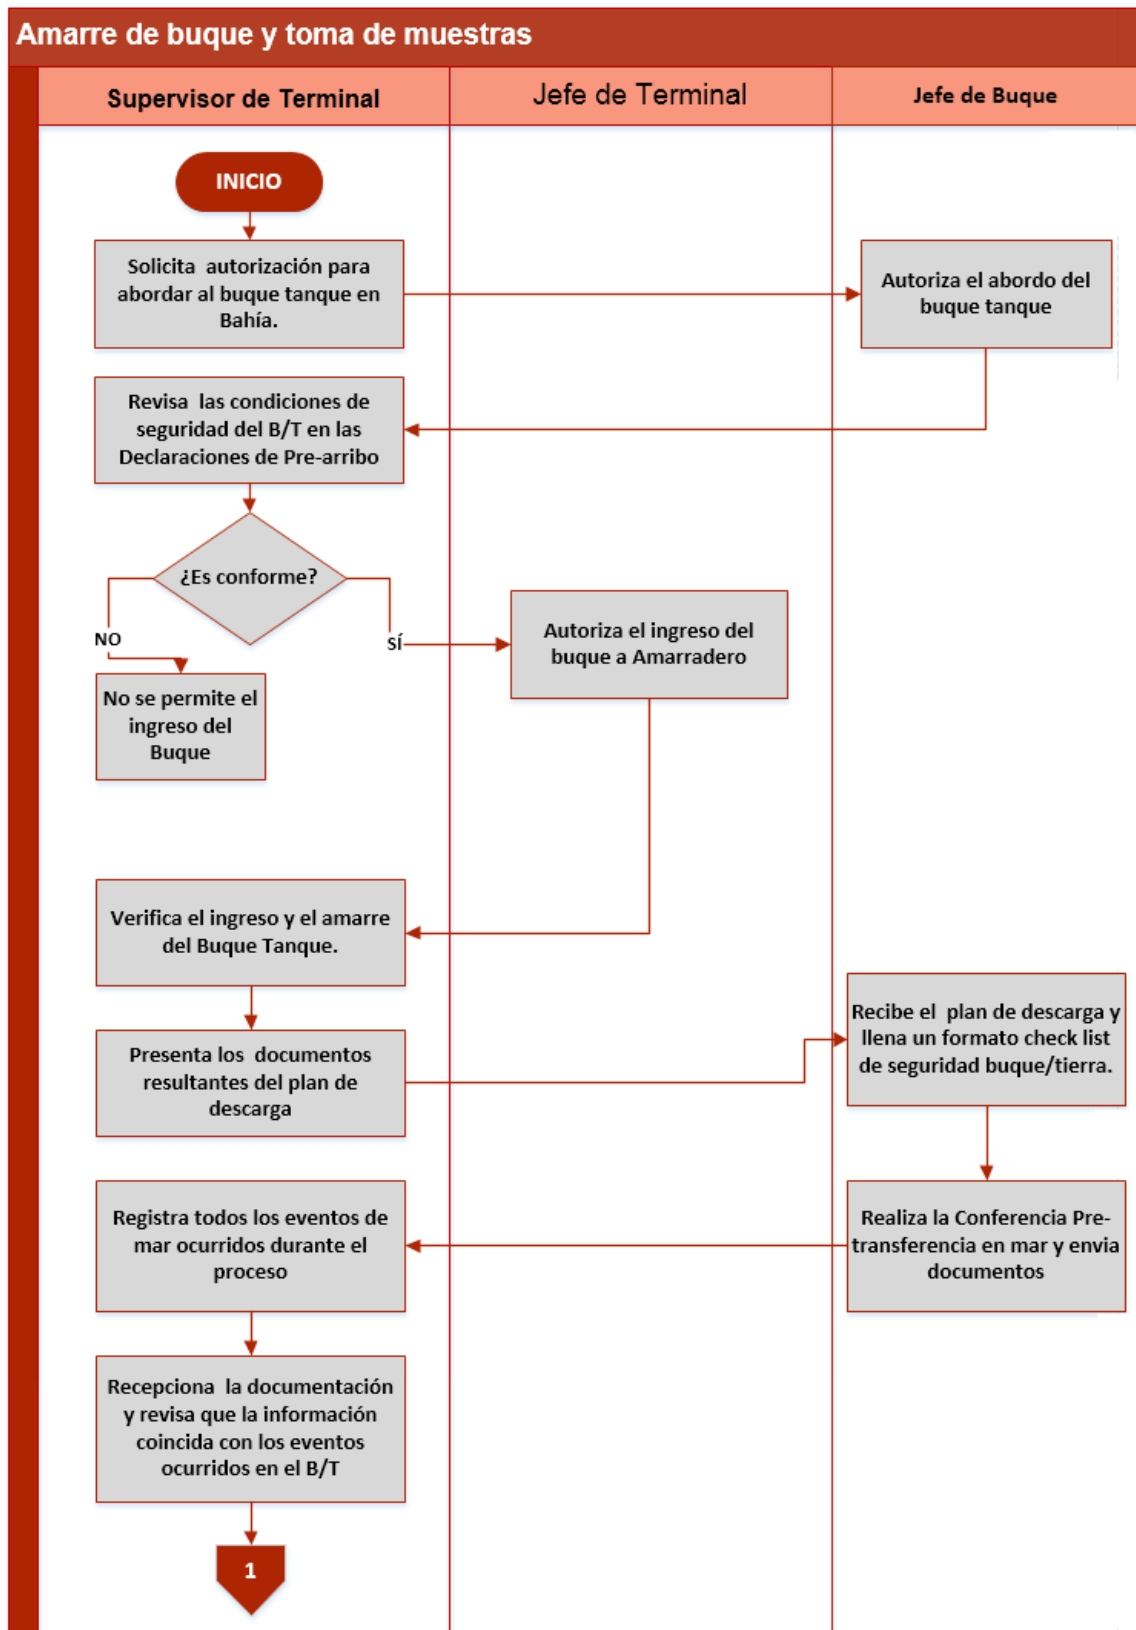 Amarre de buque y toma de muestras
Supervisor de Terminal
Jefe de Terminal
Jefe de Buque
INICIO
Solicita autorización para
abordar al buque tanque en
Bahía.
Autoriza el abordo del
buque tanque
Revisa las condiciones de
seguridad del B/T en las
Declaraciones de Pre-arribo
¿Es conforme?
NO
SÍ
Autoriza el ingreso del
buque a Amarradero
No se permite el
ingreso del
Buque
Verifica el ingreso y el amarre
del Buque Tanque.
Recibe el plan de descarga y
llena un formato check list
de seguridad buque/tierra.
Presenta los documentos
resultantes del plan de
descarga
Realiza la Conferencia Pre-
transferencia en mar y envia
documentos
Registra todos los eventos de
mar ocurridos durante el
proceso
Recepciona la documentación
y revisa que la información
coincida con los eventos
ocurridos en el B/T
1